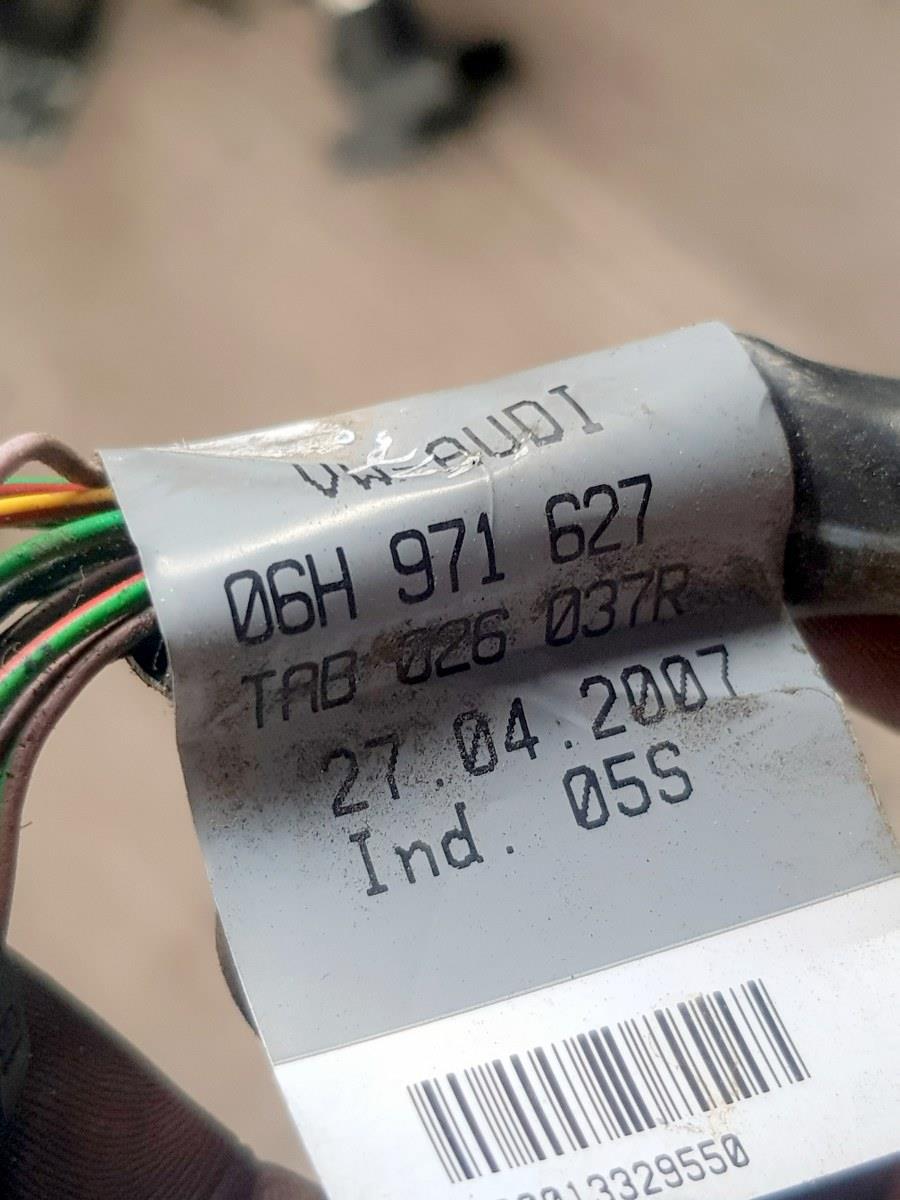 VW-AUDI
06H 971 627
TAB 026 037R
27.04.2007
Ind. 05S